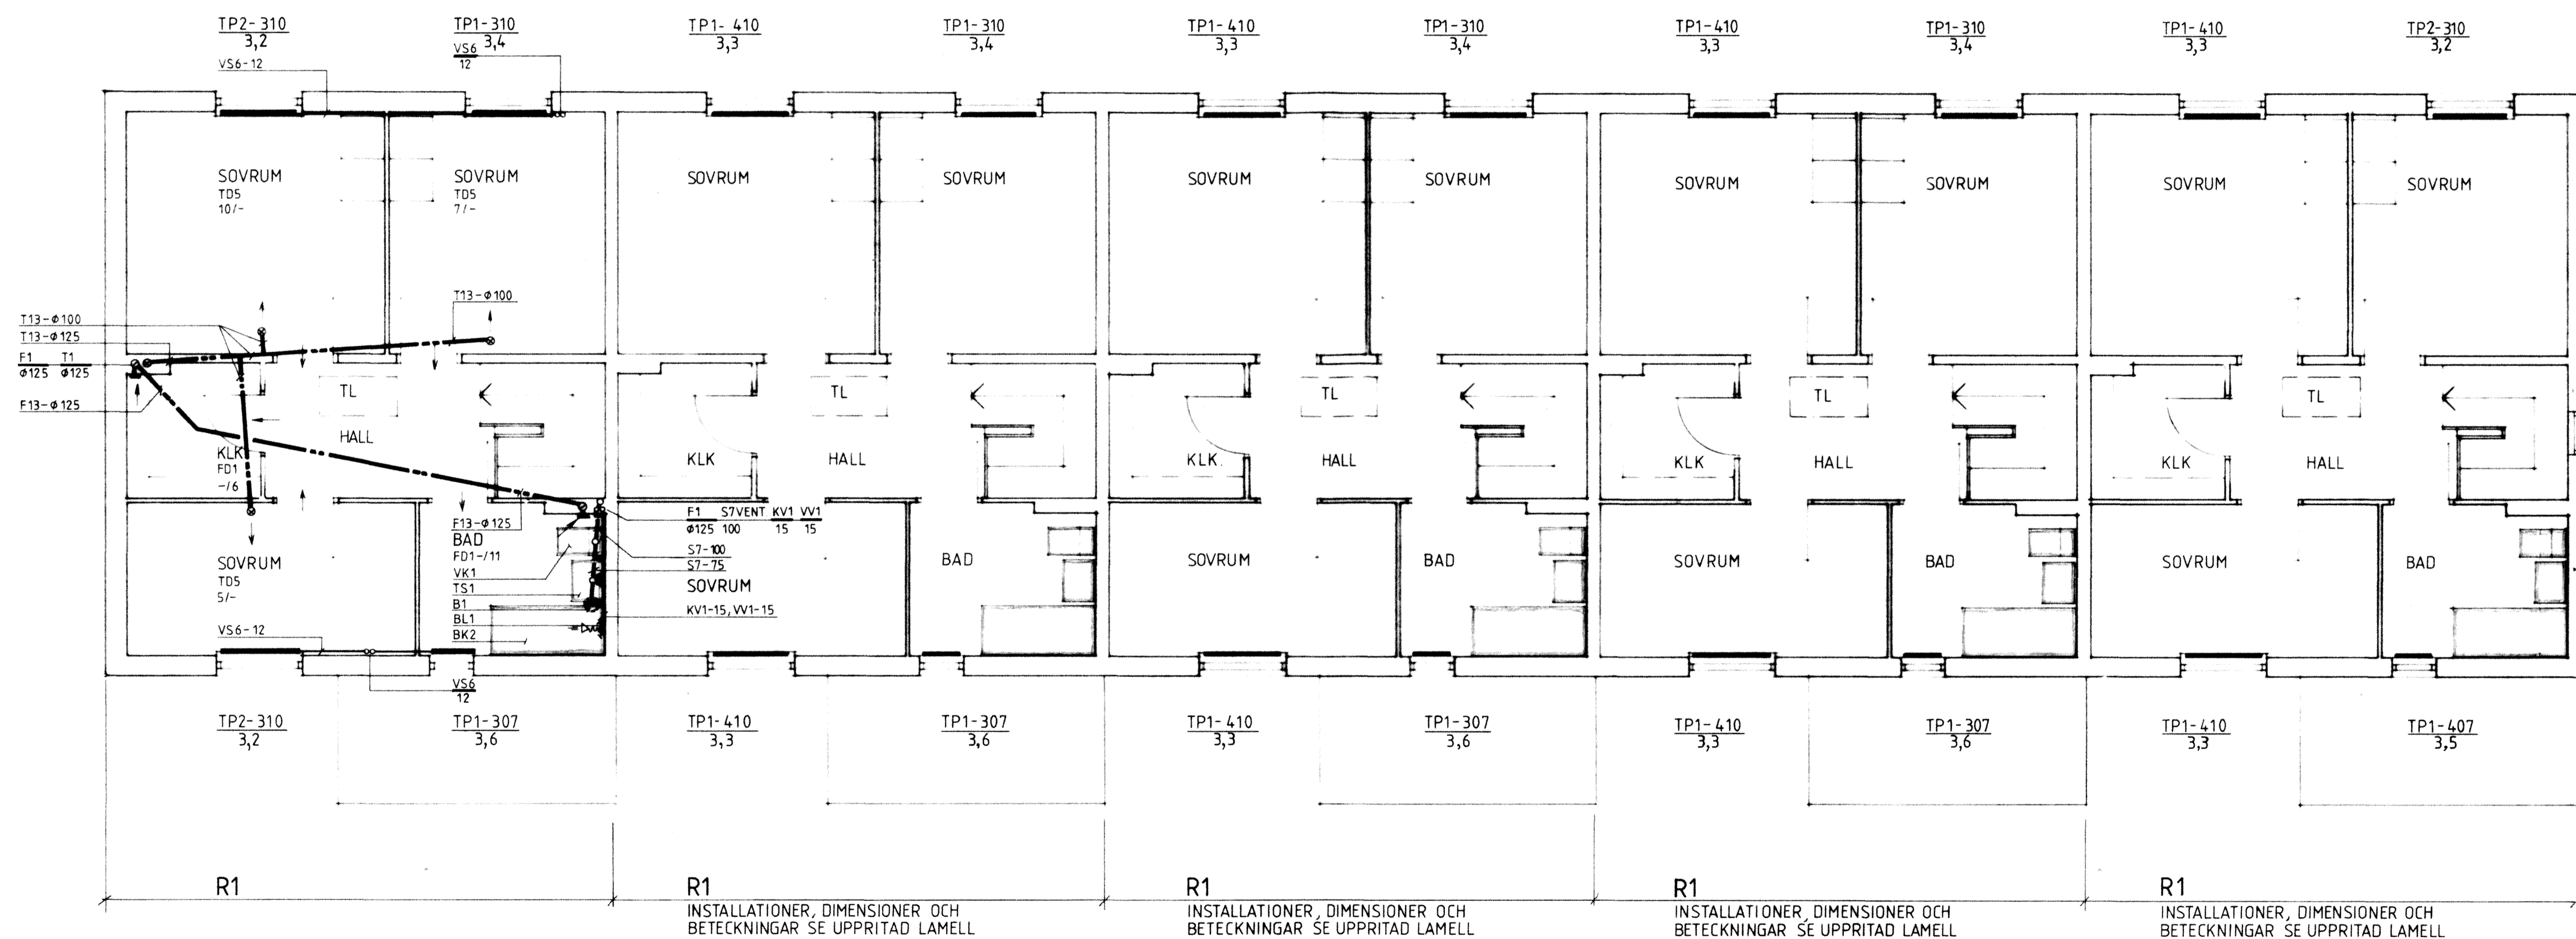 TP2-310
3,2
VS6-12
TP1-310
3,4
VS6
12
TP1-410
3,3
TP1-310
3,4
TP1-410
3,3
TP1-310
3,4
TP1-410
3,3
TP1-310
3,4
TP1-410
3,3
TP2-310
3,2
SOVRUM
TD5
10/-
SOVRUM
TD5
7/-
SOVRUM
SOVRUM
SOVRUM
SOVRUM
SOVRUM
SOVRUM
SOVRUM
SOVRUM
T13-ϕ100
T13-ϕ100
T13-ϕ125
F1 T1
ϕ125 ϕ125
F13-ϕ125
TL
HALL
KLK
FD1
-/6
TL
KLK
HALL
TL
KLK
HALL
TL
KLK
HALL
TL
KLK
HALL
F13-ϕ125
BAD
FD1-/11
VK1
TS1
B1
BL1
BK2
F1 S7VENT KV1 VV1
ϕ125 100 15 15
S7-100
S7-75
SOVRUM
KV1-15, VV1-15
SOVRUM
TD5
5/-
VS6-12
VS6
12
BAD
SOVRUM
BAD
SOVRUM
BAD
SOVRUM
BAD
TP2-310
3,2
TP1-307
3,6
TP1-410
3,3
TP1-307
3,6
TP1-410
3,3
TP1-307
3,6
TP1-410
3,3
TP1-307
3,6
TP1-410
3,3
TP1-407
3,5
R1
R1
INSTALLATIONER, DIMENSIONER OCH
BETECKNINGAR SE UPPRITAD LAMELL
R1
INSTALLATIONER, DIMENSIONER OCH
BETECKNINGAR SE UPPRITAD LAMELL
R1
INSTALLATIONER, DIMENSIONER OCH
BETECKNINGAR SE UPPRITAD LAMELL
R1
INSTALLATIONER, DIMENSIONER OCH
BETECKNINGAR SE UPPRITAD LAMELL